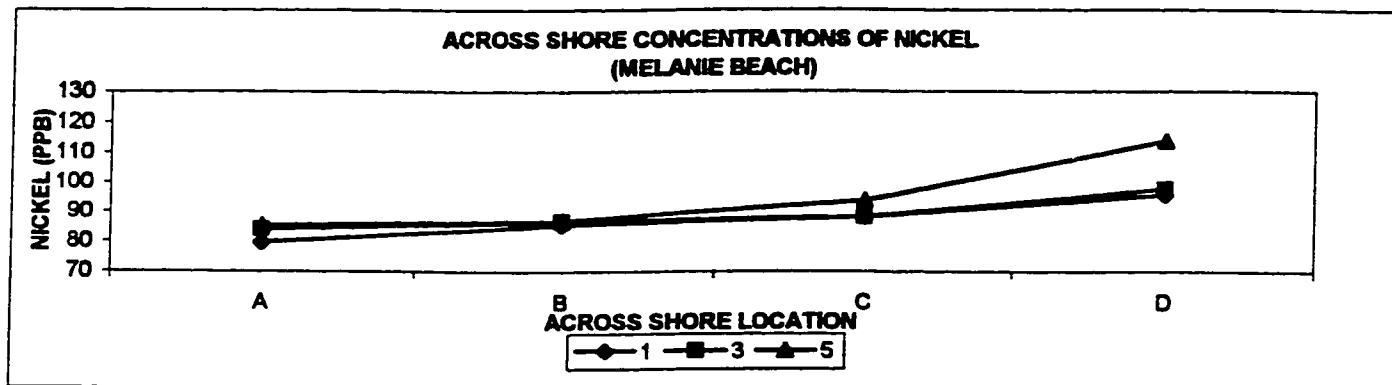 ACROSS SHORE CONCENTRATIONS OF NICKEL
(MELANIE BEACH)
NICKEL (PPB)
130
120
110
100
90
80
70
A B C D
ACROSS SHORE LOCATION
1 3 5